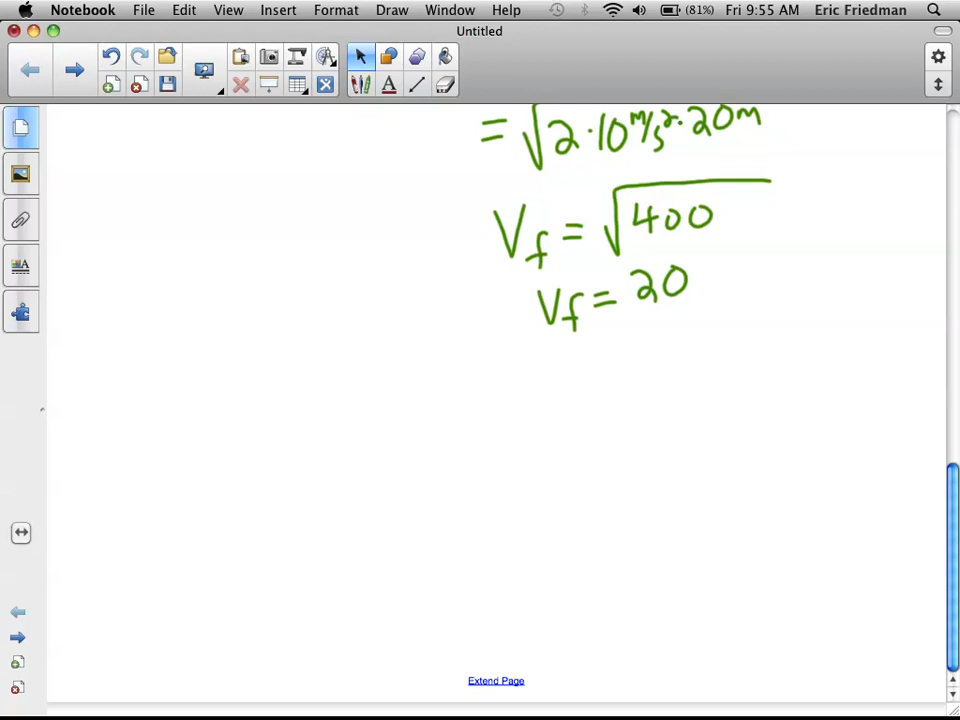 Notebook File Edit View Insert Format Draw Window Help (81%) Fri 9:55 AM Eric Friedman
Untitled
= √2 · 10 m/s² · 20m
Vf = √400
Vf = 20
Extend Page